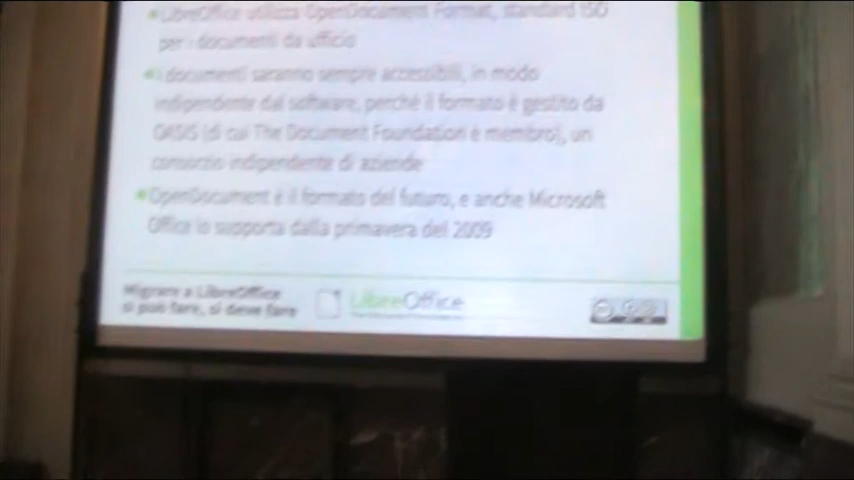 LibreOffice utilizza OpenDocument Format, standard ISO
per i documenti da ufficio
I documenti saranno sempre accessibili, in modo
indipendente dal software, perché il formato è gestito da
OASIS (di cui The Document Foundation è membro), un
consorzio indipendente di aziende
OpenDocument è il formato del futuro, e anche Microsoft
Office lo supporta dalla primavera del 2009
Migrare a LibreOffice
si può fare, si deve fare
LibreOffice